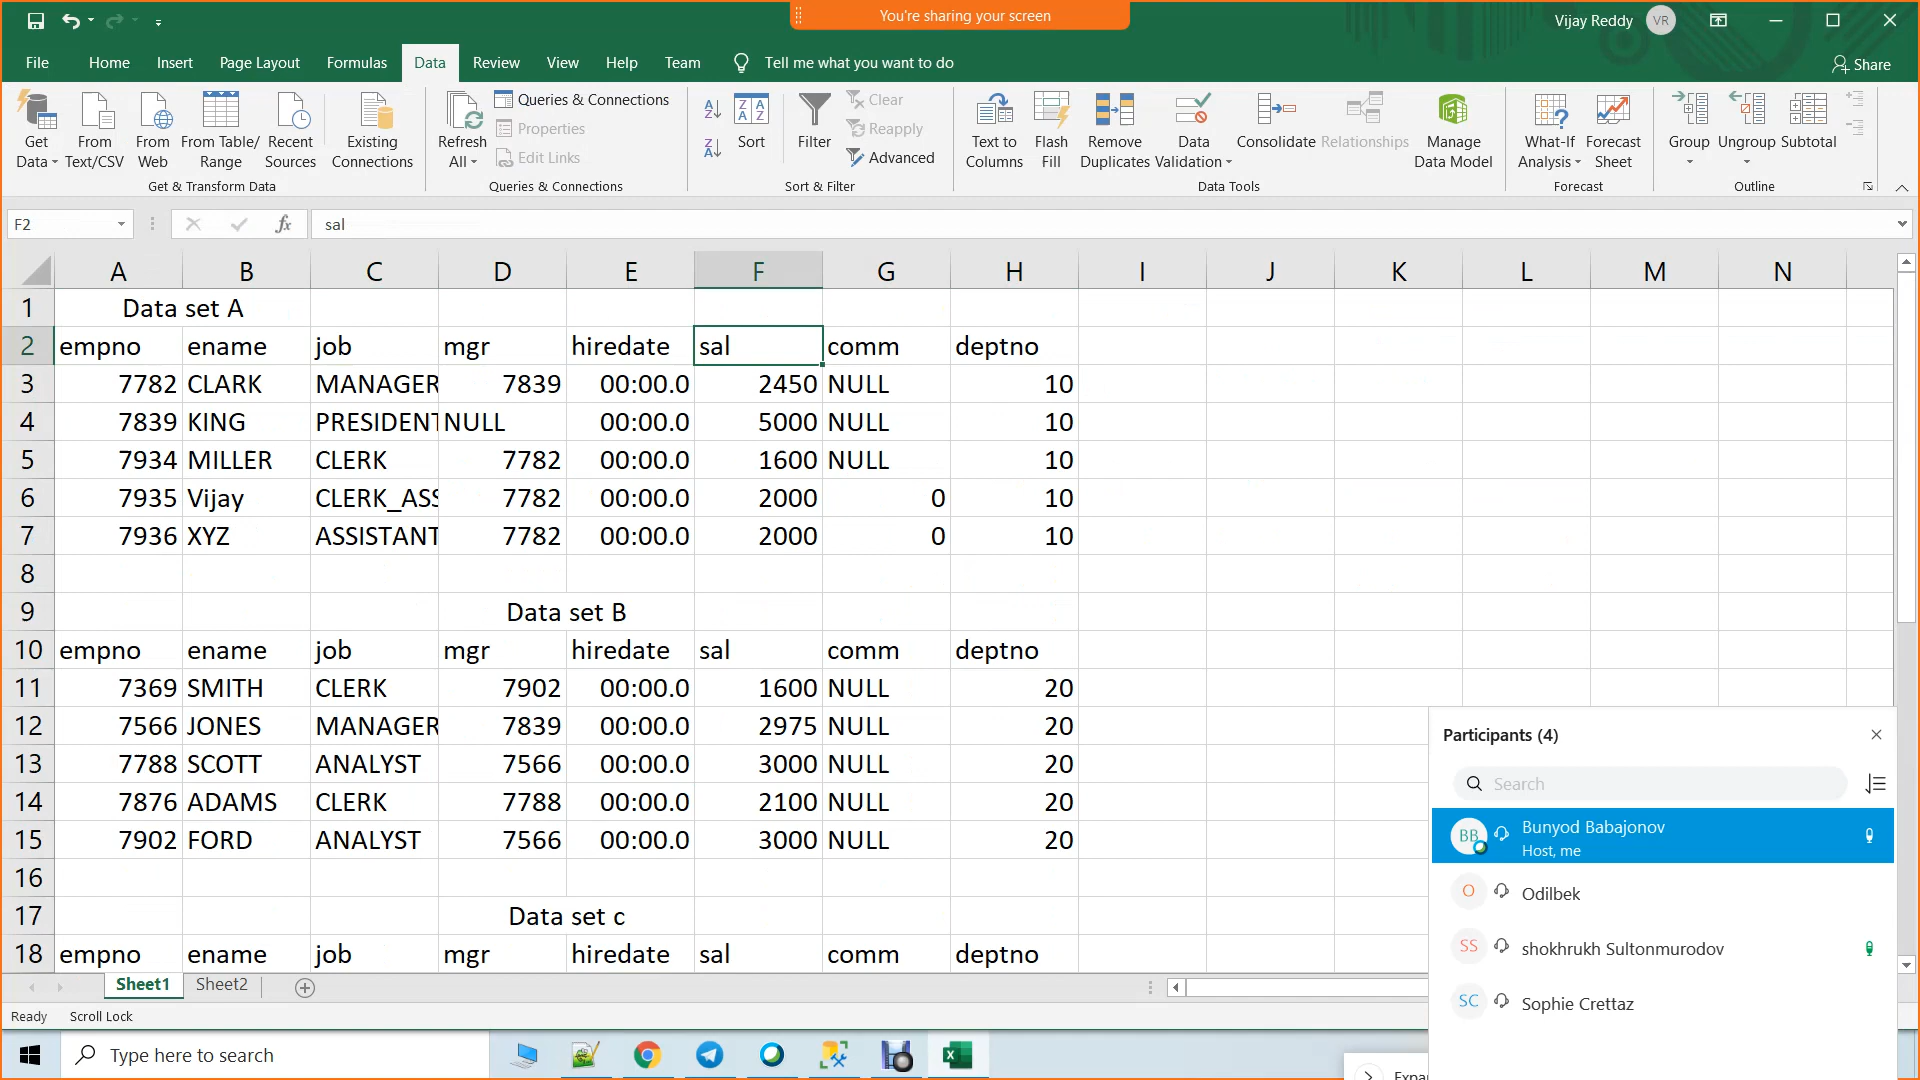 You're sharing your screen
Vijay Reddy VR
File Home Insert Page Layout Formulas Data Review View Help Team Tell me what you want to do Share
Get Data From Text/CSV From Web From Table/ Range Recent Sources Existing Connections
Get & Transform Data
Refresh All Queries & Connections Properties Edit Links
Queries & Connections
Sort Filter Clear Reapply Advanced
Sort & Filter
Text to Columns Flash Fill Remove Duplicates Data Validation Consolidate Relationships Manage Data Model
Data Tools
What-If Analysis Forecast Sheet
Forecast
Group Ungroup Subtotal
Outline
F2 fx sal
A B C D E F G H I J K L M N
1 Data set A
2 empno ename job mgr hiredate sal comm deptno
3 7782 CLARK MANAGER 7839 00:00.0 2450 NULL 10
4 7839 KING PRESIDENT NULL 00:00.0 5000 NULL 10
5 7934 MILLER CLERK 7782 00:00.0 1600 NULL 10
6 7935 Vijay CLERK_ASS 7782 00:00.0 2000 0 10
7 7936 XYZ ASSISTANT 7782 00:00.0 2000 0 10
8
9 Data set B
10 empno ename job mgr hiredate sal comm deptno
11 7369 SMITH CLERK 7902 00:00.0 1600 NULL 20
12 7566 JONES MANAGER 7839 00:00.0 2975 NULL 20
13 7788 SCOTT ANALYST 7566 00:00.0 3000 NULL 20
14 7876 ADAMS CLERK 7788 00:00.0 2100 NULL 20
15 7902 FORD ANALYST 7566 00:00.0 3000 NULL 20
16
17 Data set c
18 empno ename job mgr hiredate sal comm deptno
Sheet1 Sheet2
Ready Scroll Lock
Type here to search
Participants (4)
Search
BB Bunyod Babajonov
Host, me
O Odilbek
SS shokhrukh Sultonmurodov
SC Sophie Crettaz